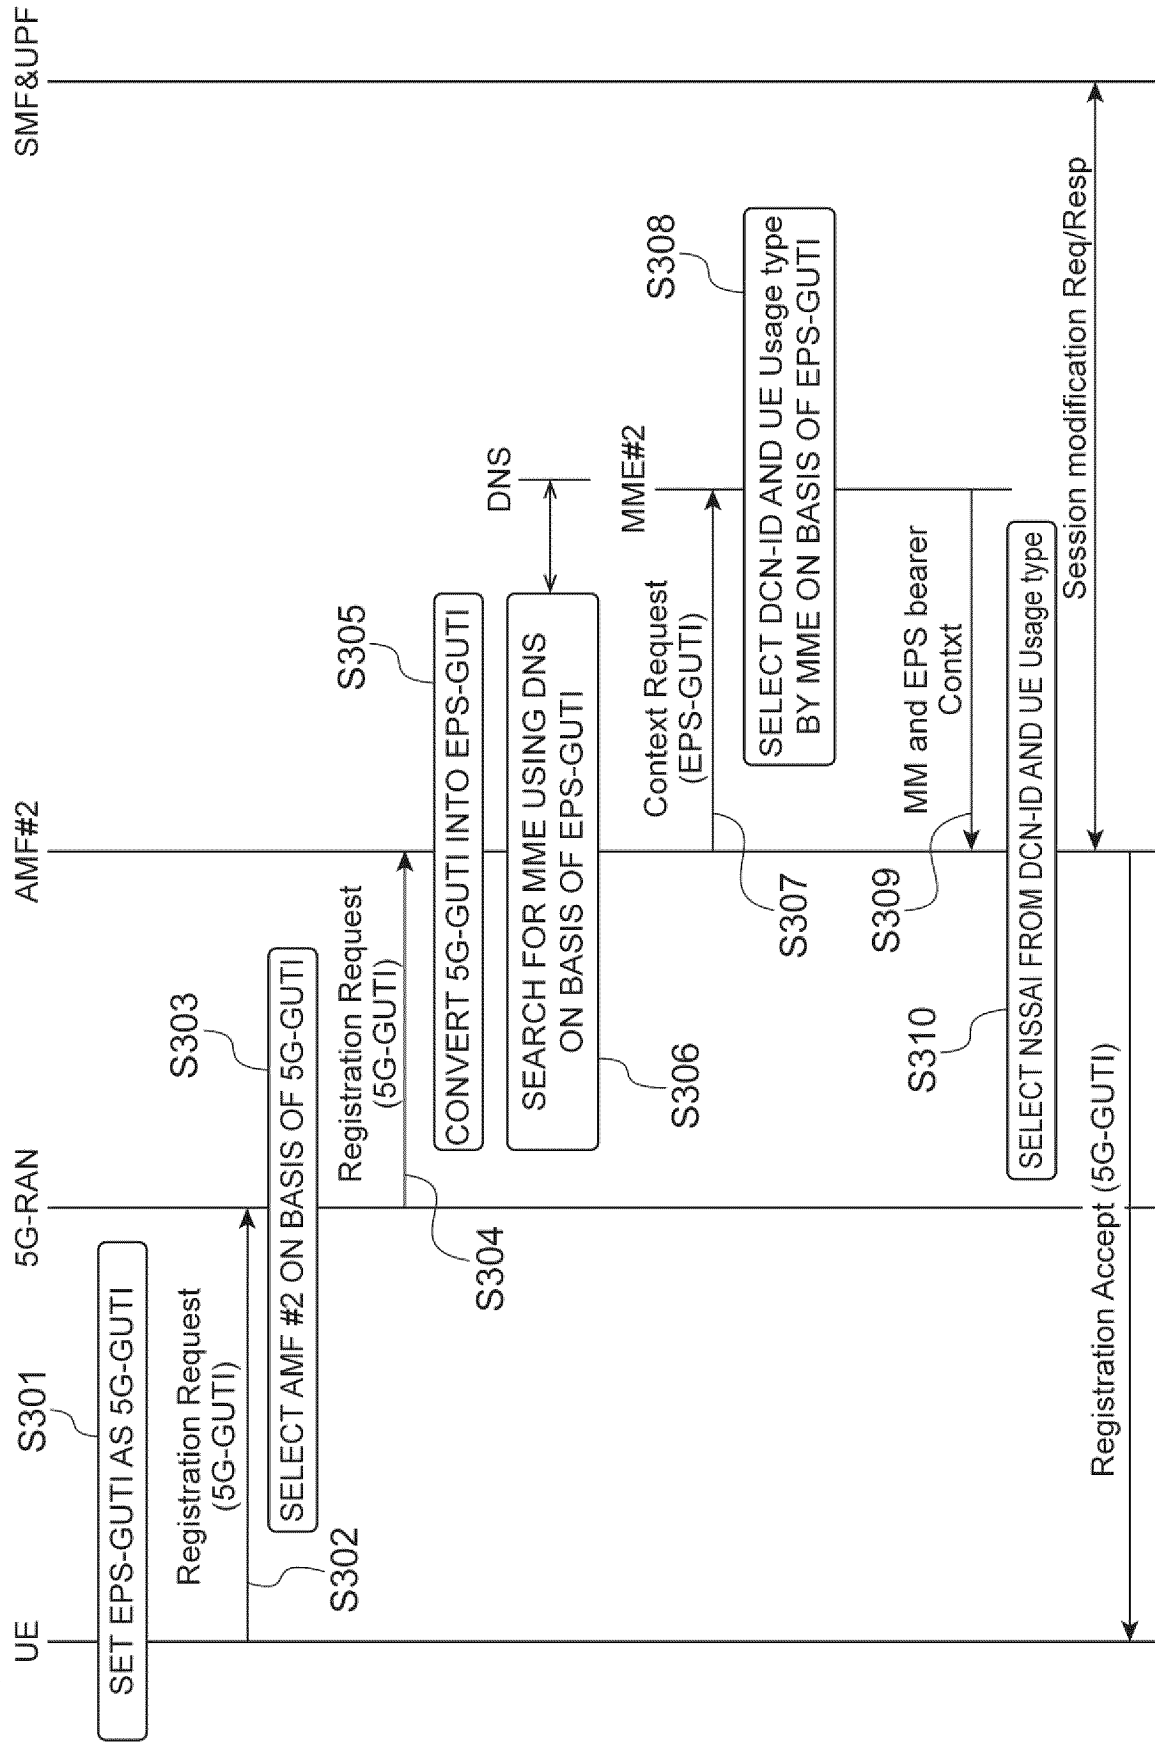 UE
5G-RAN
AMF#2
SMF&UPF
S301
SET EPS-GUTI AS 5G-GUTI
Registration Request
(5G-GUTI)
S302
S303
SELECT AMF #2 ON BASIS OF 5G-GUTI
Registration Request
(5G-GUTI)
S304
S305
CONVERT 5G-GUTI INTO EPS-GUTI
DNS
SEARCH FOR MME USING DNS
ON BASIS OF EPS-GUTI
S306
MME#2
Context Request
(EPS-GUTI)
S307
S308
SELECT DCN-ID AND UE Usage type
BY MME ON BASIS OF EPS-GUTI
MM and EPS bearer
Contxt
S309
S310
SELECT NSSAI FROM DCN-ID AND UE Usage type
Session modification Req/Resp
Registration Accept (5G-GUTI)